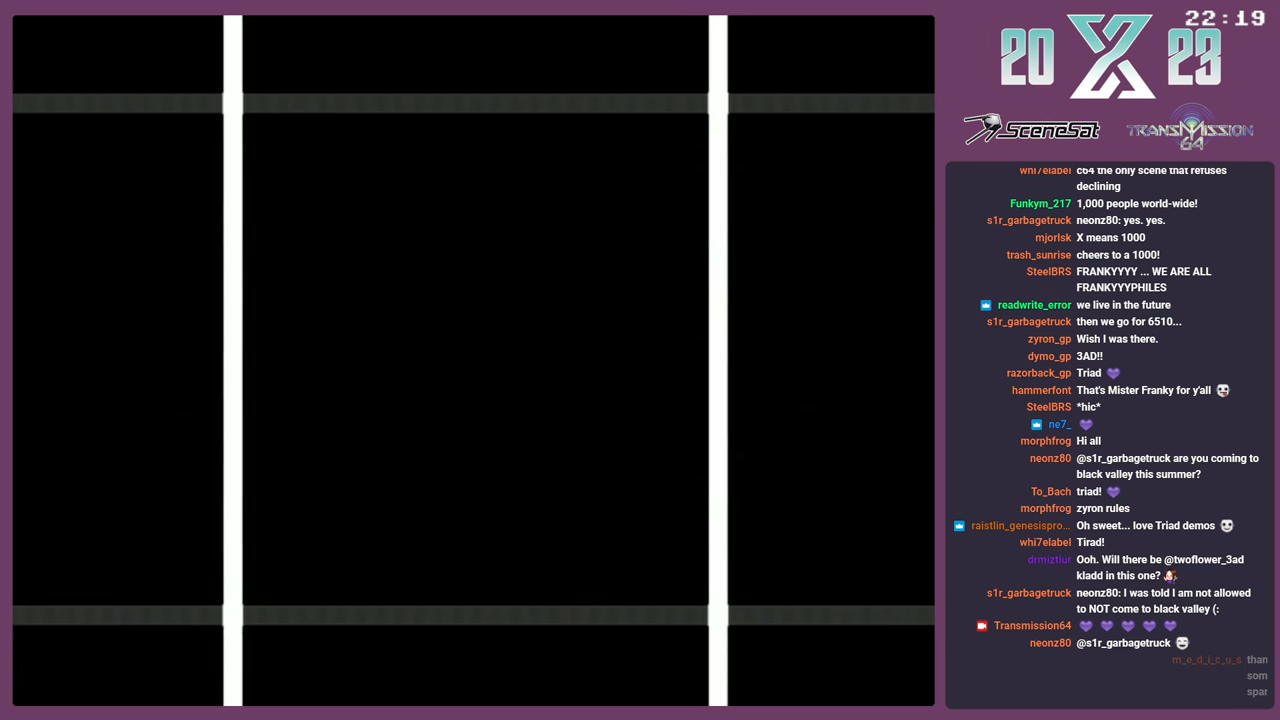 22:19
20 X 23
SceneSat
TRANSMISSION
64
whi7elabel c64 the only scene that refuses
declining
Funkym_217 1,000 people world-wide!
s1r_garbagetruck neonz80: yes. yes.
mjorlsk X means 1000
trash_sunrise cheers to a 1000!
SteelBRS FRANKYYYY ... WE ARE ALL
FRANKYYYPHILES
readwrite_error we live in the future
s1r_garbagetruck then we go for 6510...
zyron_gp Wish I was there.
dymo_gp 3AD!!
razorback_gp Triad
hammerfont That's Mister Franky for y'all
SteelBRS *hic*
ne7_
morphfrog Hi all
neonz80 @s1r_garbagetruck are you coming to
black valley this summer?
To_Bach triad!
morphfrog zyron rules
raistlin_genesispro... Oh sweet... love Triad demos
whi7elabel Tirad!
drmiztlur Ooh. Will there be @twoflower_3ad
kladd in this one?
s1r_garbagetruck neonz80: I was told I am not allowed
to NOT come to black valley (:
Transmission64
neonz80 @s1r_garbagetruck
m_e_d_i_c_u_s than
som
spar